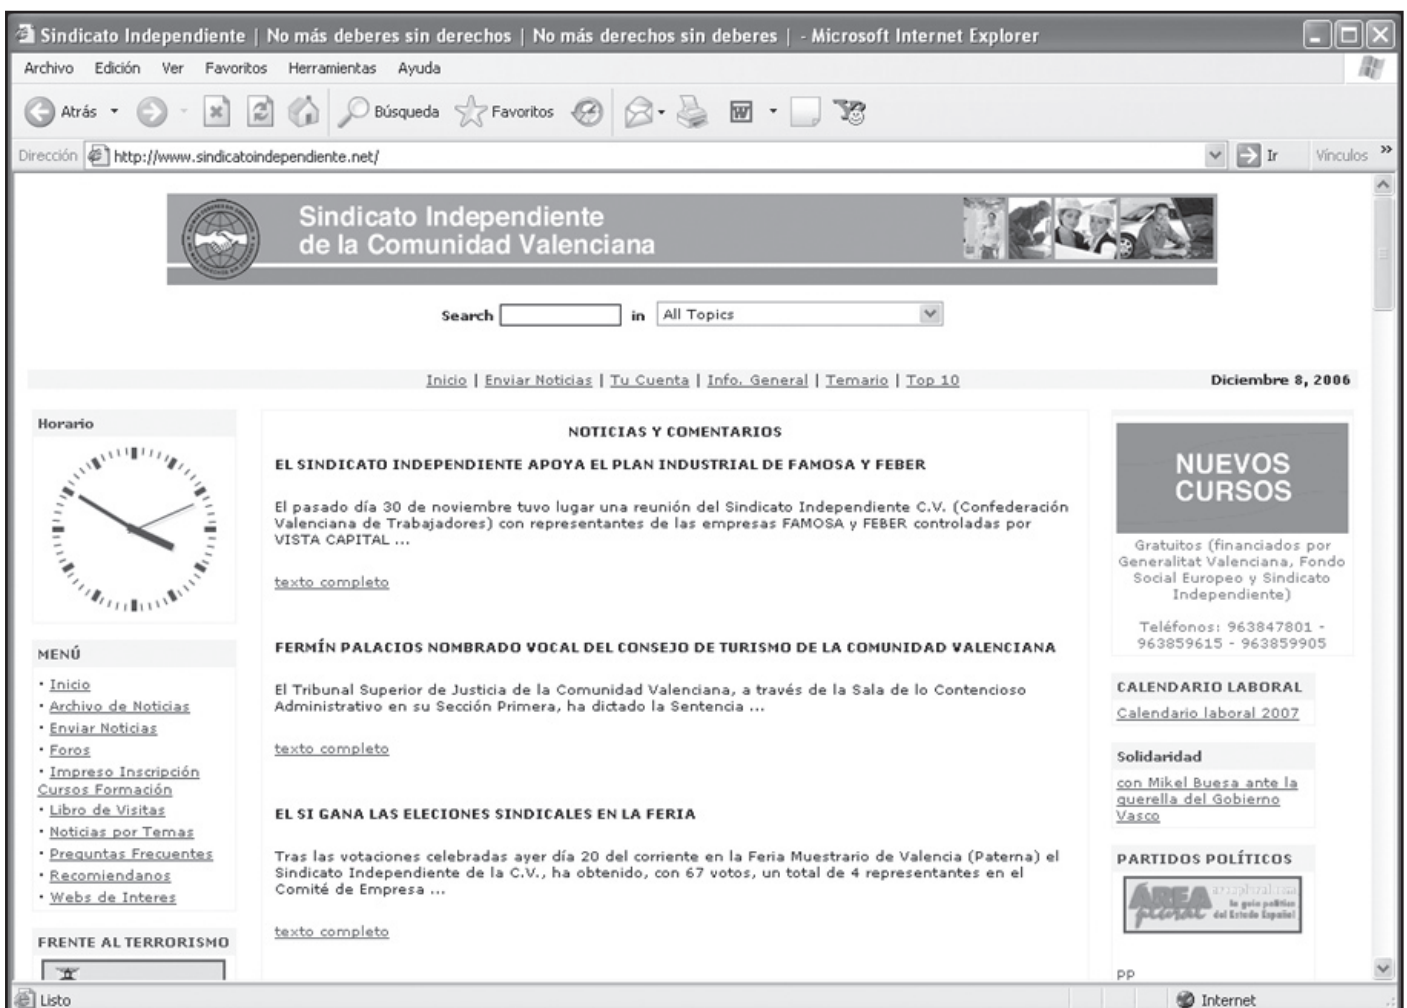 Sindicato Independiente | No más deberes sin derechos | No más derechos sin deberes | - Microsoft Internet Explorer
Archivo Edición Ver Favoritos Herramientas Ayuda
Atrás Búsqueda Favoritos
Dirección http://www.sindicatoindependiente.net/ Ir Vínculos »
Sindicato Independiente
de la Comunidad Valenciana
Search in All Topics
Inicio | Enviar Noticias | Tu Cuenta | Info. General | Temario | Top 10
Diciembre 8, 2006
Horario
MENÚ
· Inicio
· Archivo de Noticias
· Enviar Noticias
· Foros
· Impreso Inscripción
Cursos Formación
· Libro de Visitas
· Noticias por Temas
· Preguntas Frecuentes
· Recomiendanos
· Webs de Interes
FRENTE AL TERRORISMO
NOTICIAS Y COMENTARIOS
EL SINDICATO INDEPENDIENTE APOYA EL PLAN INDUSTRIAL DE FAMOSA Y FEBER
El pasado día 30 de noviembre tuvo lugar una reunión del Sindicato Independiente C.V. (Confederación
Valenciana de Trabajadores) con representantes de las empresas FAMOSA y FEBER controladas por
VISTA CAPITAL ...
texto completo
FERMÍN PALACIOS NOMBRADO VOCAL DEL CONSEJO DE TURISMO DE LA COMUNIDAD VALENCIANA
El Tribunal Superior de Justicia de la Comunidad Valenciana, a través de la Sala de lo Contencioso
Administrativo en su Sección Primera, ha dictado la Sentencia ...
texto completo
EL SI GANA LAS ELECIONES SINDICALES EN LA FERIA
Tras las votaciones celebradas ayer día 20 del corriente en la Feria Muestrario de Valencia (Paterna) el
Sindicato Independiente de la C.V., ha obtenido, con 67 votos, un total de 4 representantes en el
Comité de Empresa ...
texto completo
NUEVOS
CURSOS
Gratuitos (financiados por
Generalitat Valenciana, Fondo
Social Europeo y Sindicato
Independiente)
Teléfonos: 963847801 -
963859615 - 963859905
CALENDARIO LABORAL
Calendario laboral 2007
Solidaridad
con Mikel Buesa ante la
querella del Gobierno
Vasco
PARTIDOS POLÍTICOS
areaplural.com
ÁREA
plural
la guía política
del Estado Español
PP
Listo
Internet